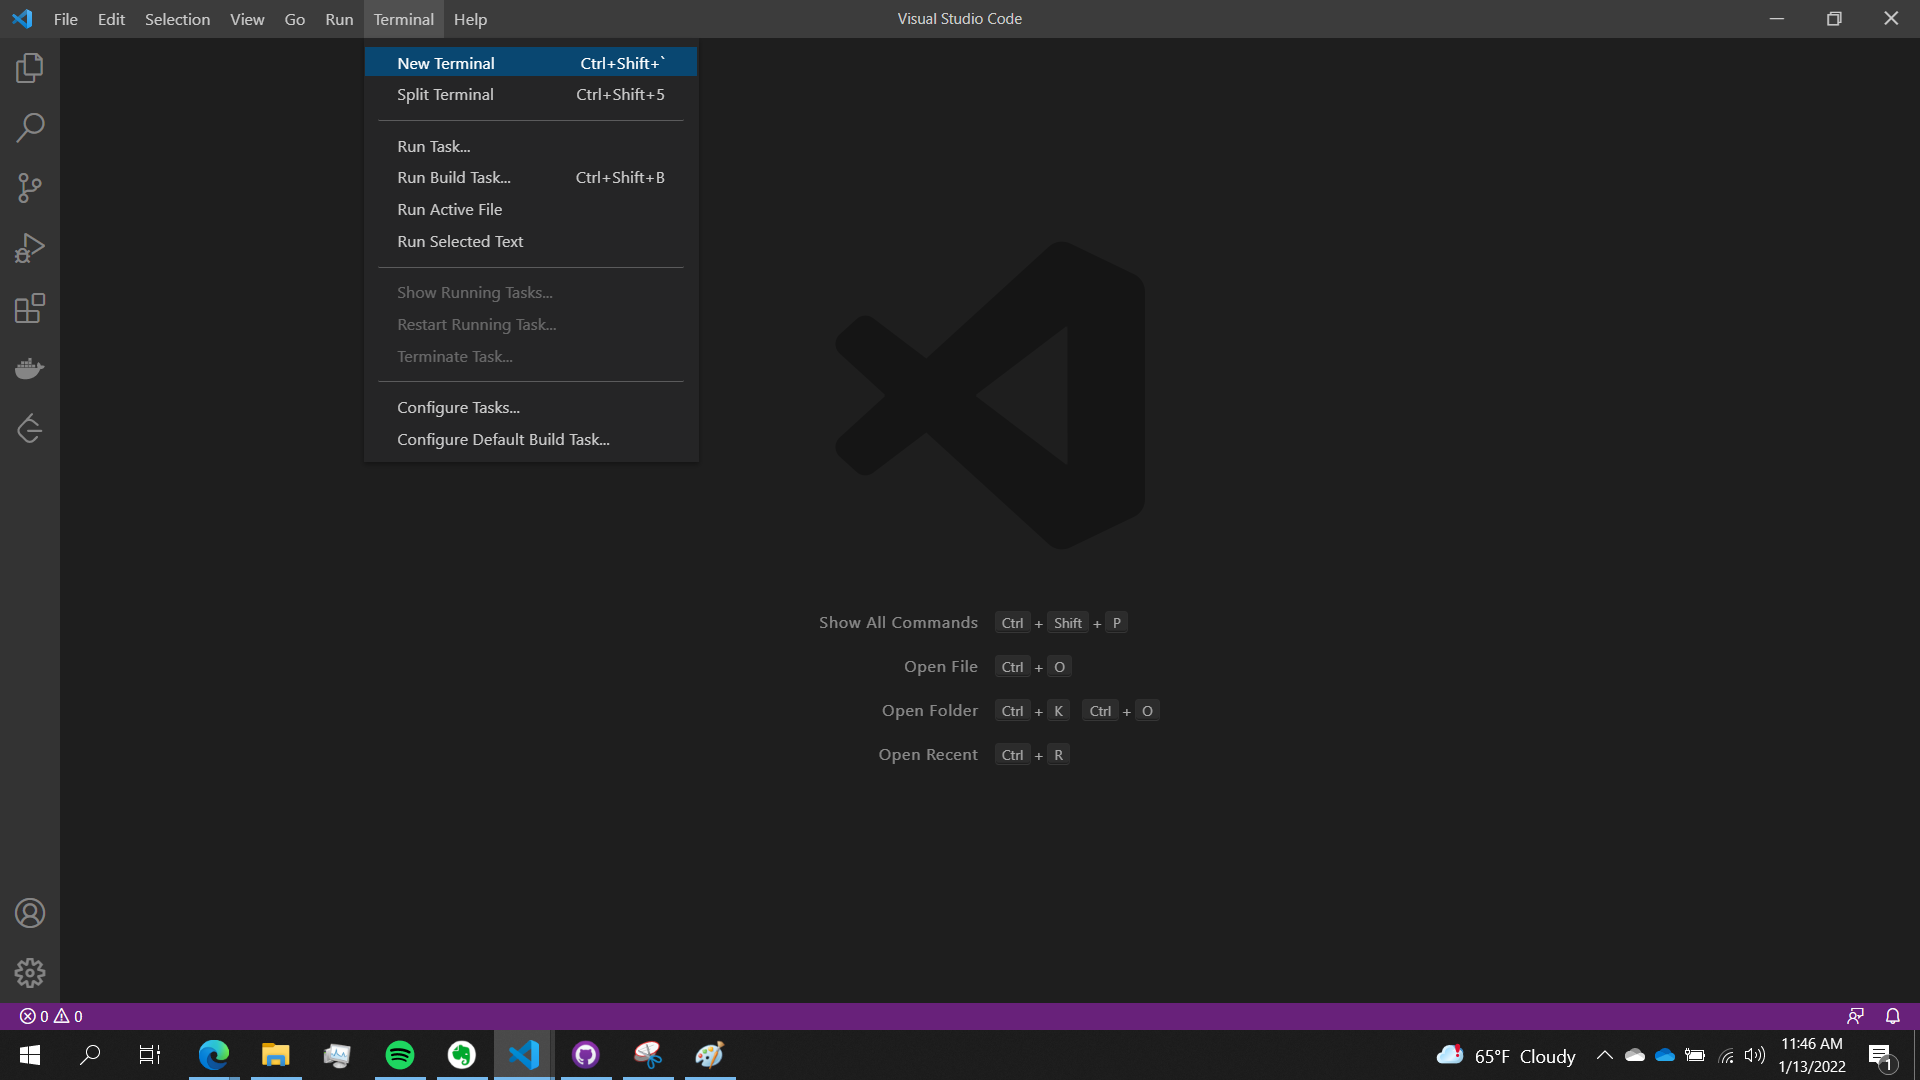 File Edit Selection View Go Run Terminal Help
Visual Studio Code
New Terminal Ctrl+Shift+`
Split Terminal Ctrl+Shift+5
Run Task...
Run Build Task... Ctrl+Shift+B
Run Active File
Run Selected Text
Show Running Tasks...
Restart Running Task...
Terminate Task...
Configure Tasks...
Configure Default Build Task...
Show All Commands Ctrl + Shift + P
Open File Ctrl + O
Open Folder Ctrl + K Ctrl + O
Open Recent Ctrl + R
0 0
65°F Cloudy
11:46 AM
1/13/2022
1